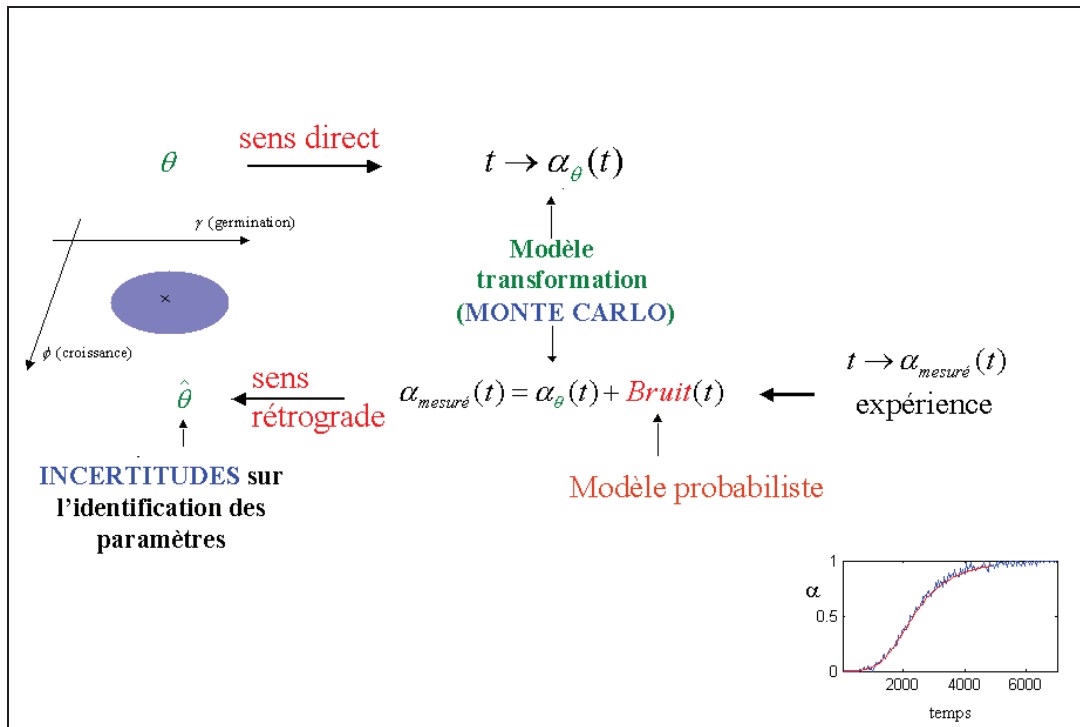 θ
sens direct
t → α_θ(t)
γ (germination)
Modèle
transformation
(MONTE CARLO)
ϕ (croissance)
θ̂
sens
rétrograde
α_mesuré(t) = α_θ(t) + Bruit(t)
t → α_mesuré(t)
expérience
INCERTITUDES sur
l’identification des
paramètres
Modèle probabiliste
1
α
0.5
0
2000 4000 6000
temps